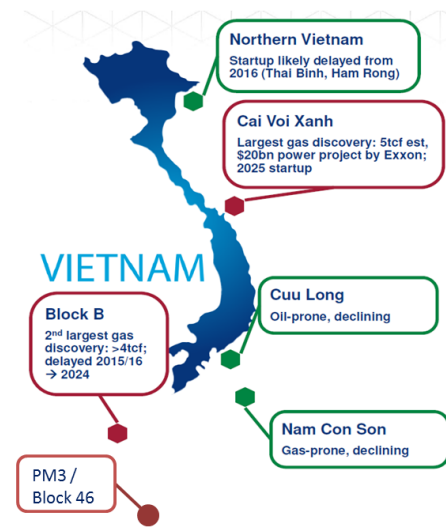 Northern Vietnam
Startup likely delayed from
2016 (Thai Binh, Ham Rong)
Cai Voi Xanh
Largest gas discovery: 5tcf est,
$20bn power project by Exxon;
2025 startup
VIETNAM
Cuu Long
Oil-prone, declining
Block B
2nd largest gas
discovery: >4tcf;
delayed 2015/16
→ 2024
Nam Con Son
Gas-prone, declining
PM3 /
Block 46